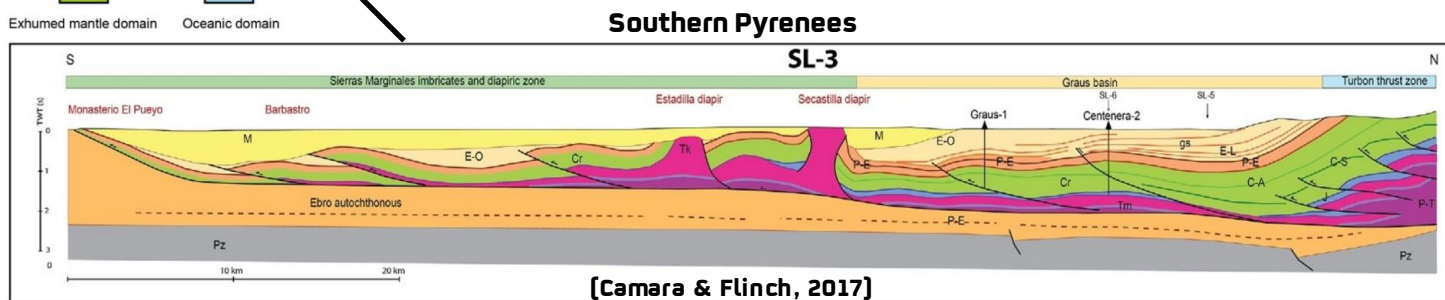 Exhumed mantle domain Oceanic domain
Southern Pyrenees
S SL-3 N
Sierras Marginales imbricates and diapiric zone Graus basin Turbon thrust zone
Monasterio El Pueyo Barbastro Estadilla diapir Secastilla diapir SL-6 SL-5
Graus-1 Centenera-2
TWT (s)
0
M Tk M E-O gs E-L
E-O Cr P-E P-E P-E C-S
1
Cr C-A
J
Ebro autochthonous Tm P-T
2
P-E
Pz Pz
3
0
10 km 20 km
(Camara & Flinch, 2017)